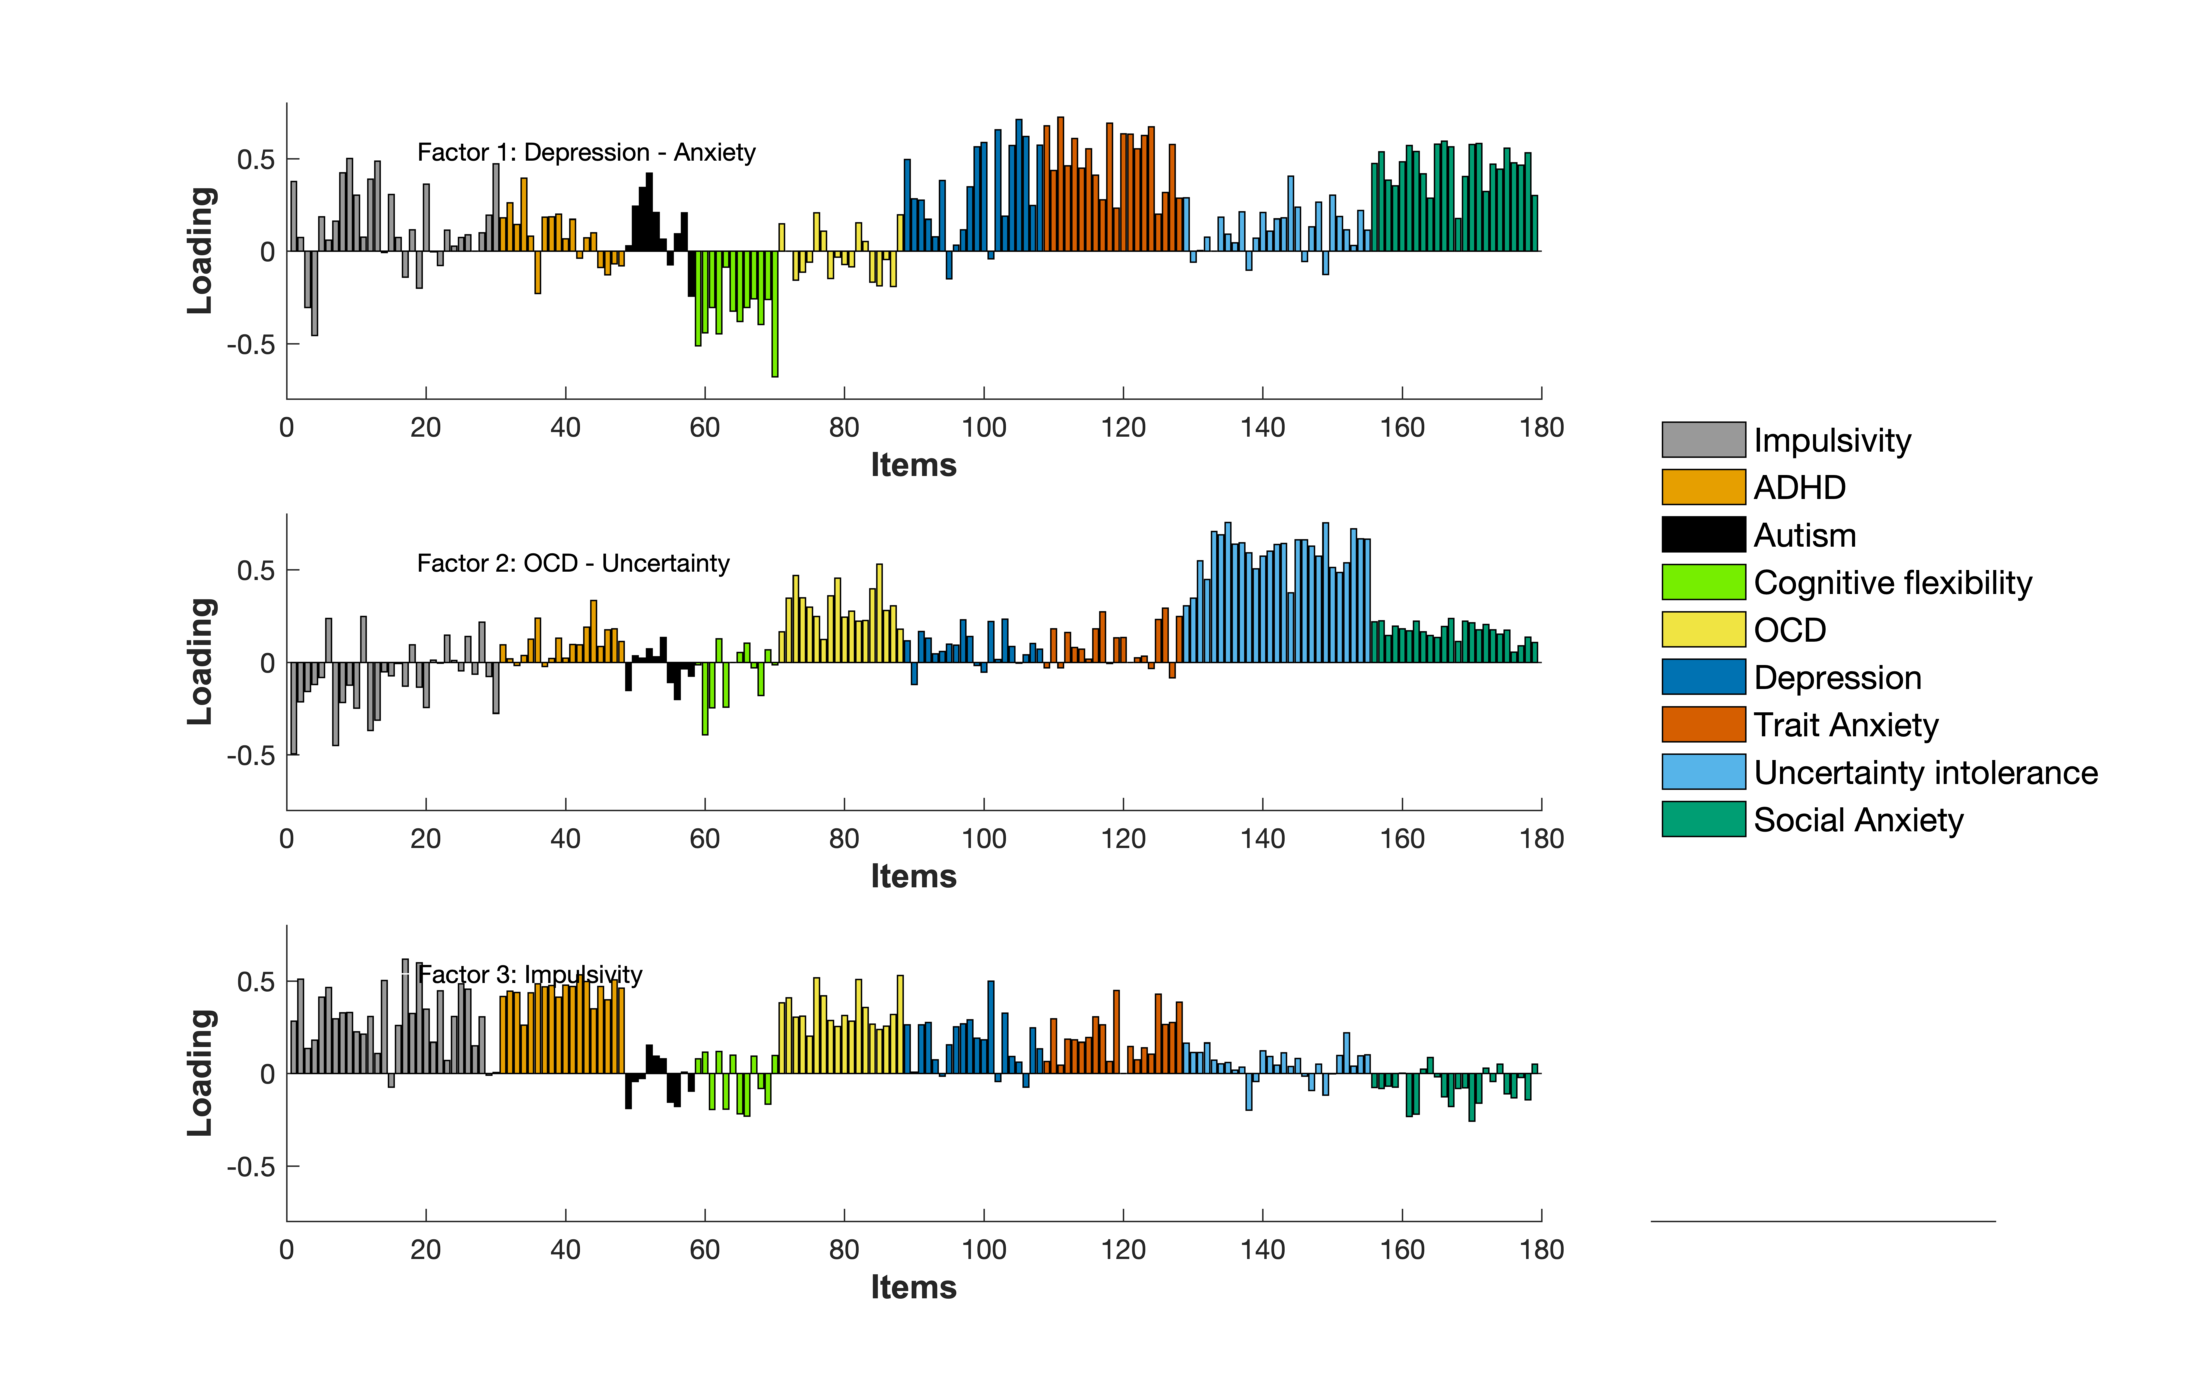 Factor 1: Depression - Anxiety
Loading
0.5
0
-0.5
0 20 40 60 80 100 120 140 160 180
Items
Factor 2: OCD - Uncertainty
Loading
0.5
0
-0.5
0 20 40 60 80 100 120 140 160 180
Items
Factor 3: Impulsivity
Loading
0.5
0
-0.5
0 20 40 60 80 100 120 140 160 180
Items
Impulsivity
ADHD
Autism
Cognitive flexibility
OCD
Depression
Trait Anxiety
Uncertainty intolerance
Social Anxiety